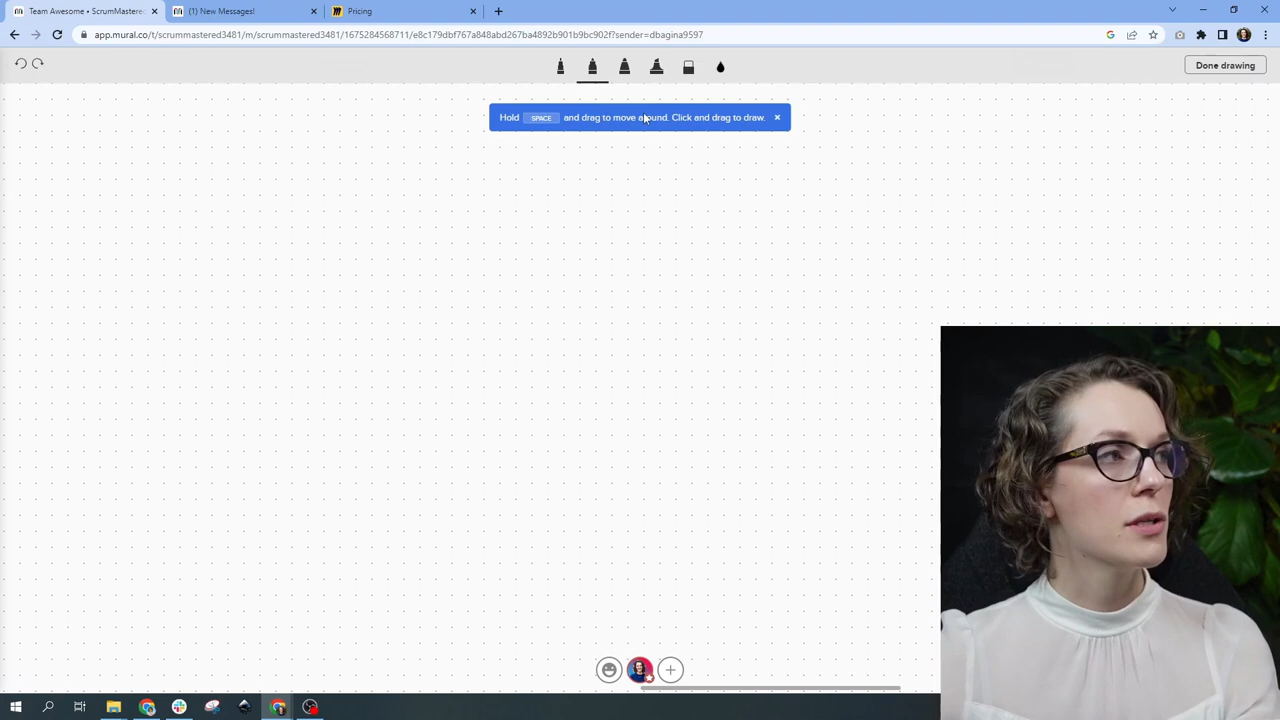 Team Awesome • ScrumMastere
(1) New Messages!
Pricing
app.mural.co/t/scrummastered3481/m/scrummastered3481/1675284568711/e8c179dbf767a848abd267ba4892b901b9bc902f?sender=dbagina9597
Done drawing
Hold SPACE and drag to move around. Click and drag to draw.